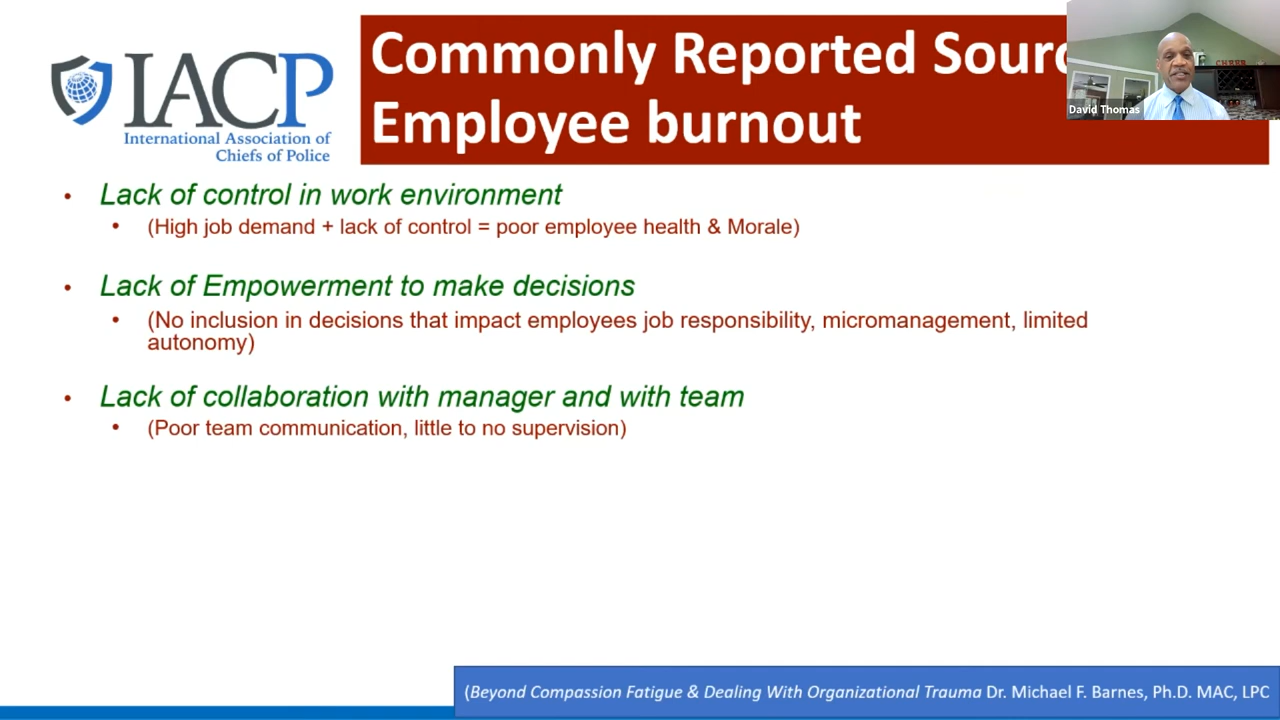 IACP
International Association of
Chiefs of Police
Commonly Reported
Employee burnout
David Thomas
• Lack of control in work environment
• (High job demand + lack of control = poor employee health & Morale)
• Lack of Empowerment to make decisions
• (No inclusion in decisions that impact employees job responsibility, micromanagement, limited
autonomy)
• Lack of collaboration with manager and with team
• (Poor team communication, little to no supervision)
(Beyond Compassion Fatigue & Dealing With Organizational Trauma Dr. Michael F. Barnes, Ph.D. MAC, LPC